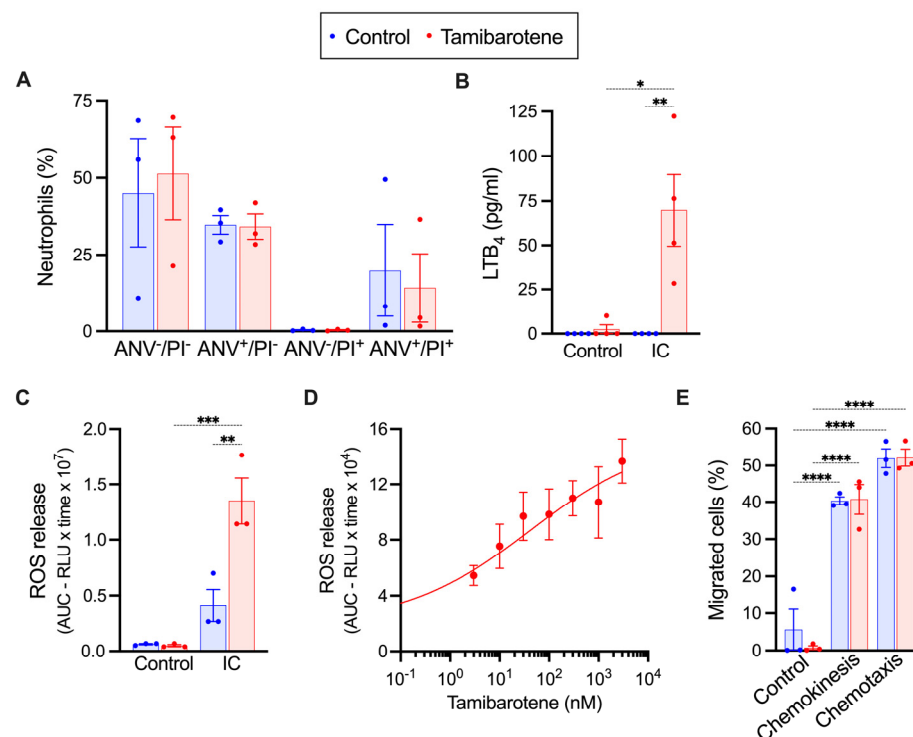 Control Tamibarotene
A
Neutrophils (%)
75
50
25
0
ANV⁻/PI⁻ ANV⁺/PI⁻ ANV⁻/PI⁺ ANV⁺/PI⁺
B
LTB₄ (pg/ml)
125
100
75
50
25
0
* 
**
Control IC
C
ROS release
(AUC - RLU x time x 10⁷)
2.0
1.5
1.0
0.5
0.0
***
**
Control IC
D
ROS release
(AUC - RLU x time x 10⁴)
16
12
8
4
0
10⁻¹ 10⁰ 10¹ 10² 10³ 10⁴
Tamibarotene (nM)
E
Migrated cells (%)
60
50
40
30
20
10
0
****
****
****
****
Control
Chemokinesis
Chemotaxis